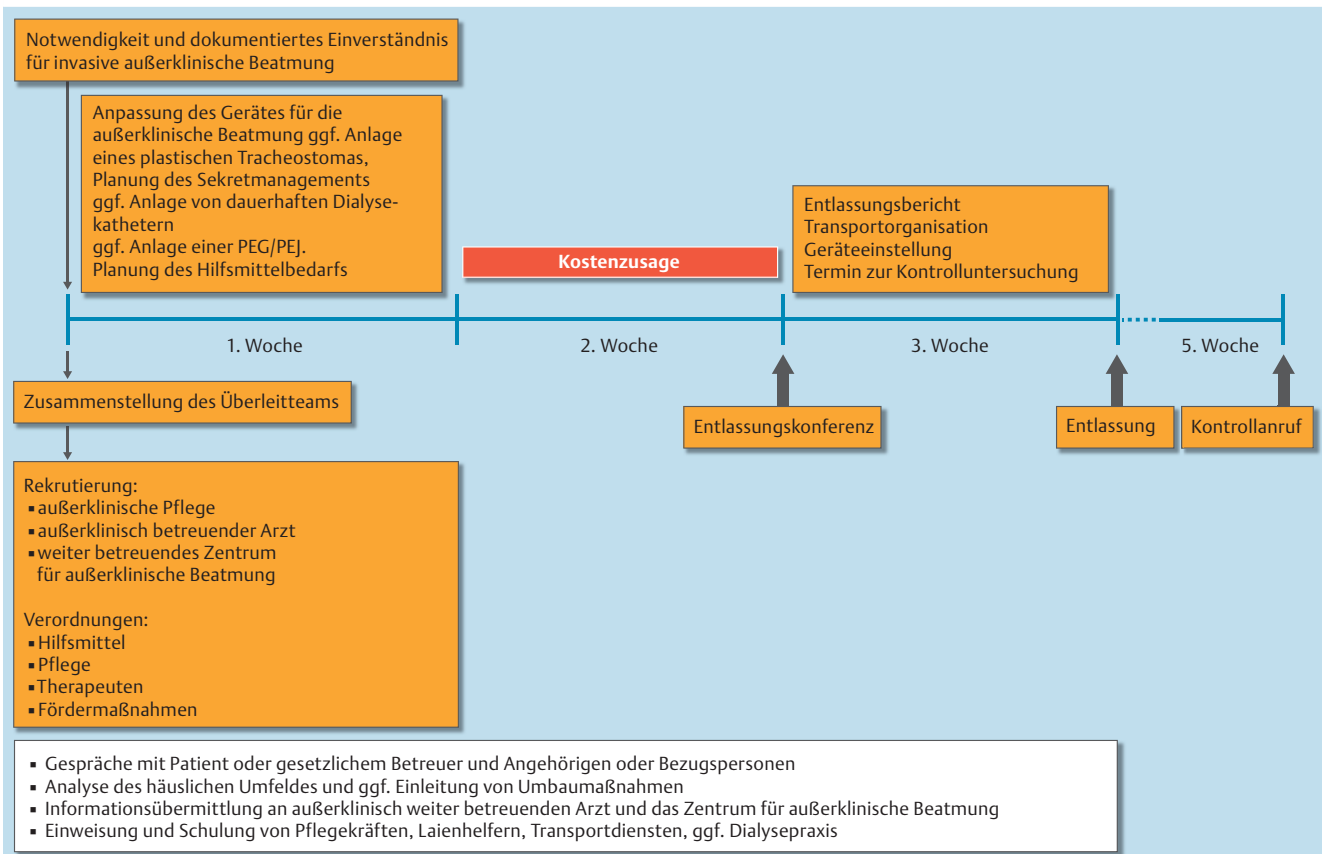 Notwendigkeit und dokumentiertes Einverständnis
für invasive außerklinische Beatmung
Anpassung des Gerätes für die
außerklinische Beatmung ggf. Anlage
eines plastischen Tracheostomas,
Planung des Sekretmanagements
ggf. Anlage von dauerhaften Dialyse-
kathetern
ggf. Anlage einer PEG/PEJ.
Planung des Hilfsmittelbedarfs
Kostenzusage
Entlassungsbericht
Transportorganisation
Geräteeinstellung
Termin zur Kontrolluntersuchung
1. Woche
2. Woche
3. Woche
5. Woche
Zusammenstellung des Überleitteams
Entlassungskonferenz
Entlassung
Kontrollanruf
Rekrutierung:
▪ außerklinische Pflege
▪ außerklinisch betreuender Arzt
▪ weiter betreuendes Zentrum
für außerklinische Beatmung
Verordnungen:
▪ Hilfsmittel
▪ Pflege
▪ Therapeuten
▪ Fördermaßnahmen
▪ Gespräche mit Patient oder gesetzlichem Betreuer und Angehörigen oder Bezugspersonen
▪ Analyse des häuslichen Umfeldes und ggf. Einleitung von Umbaumaßnahmen
▪ Informationsübermittlung an außerklinisch weiter betreuenden Arzt und das Zentrum für außerklinische Beatmung
▪ Einweisung und Schulung von Pflegekräften, Laienhelfern, Transportdiensten, ggf. Dialysepraxis